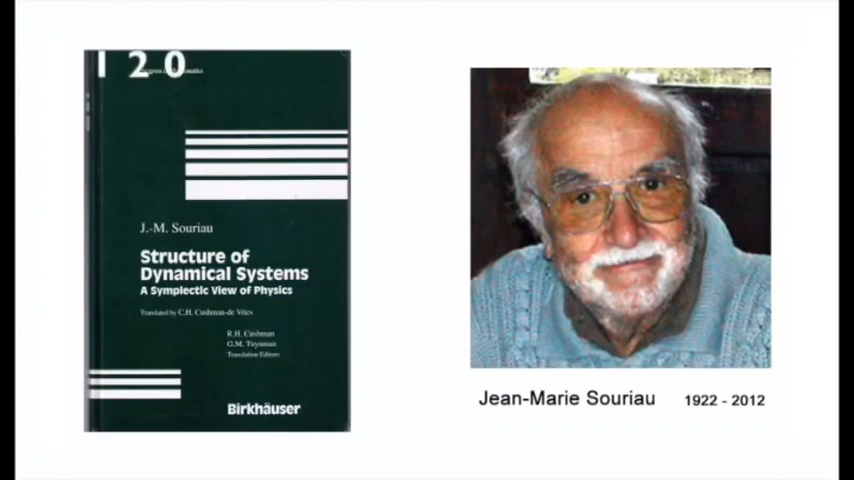 120
J.-M. Souriau
Structure of
Dynamical Systems
A Symplectic View of Physics
Translated by C.H. Cushman-de Vries
R.H. Cushman
G.M. Tuynman
Translation Editors
Birkhäuser
Jean-Marie Souriau 1922 - 2012